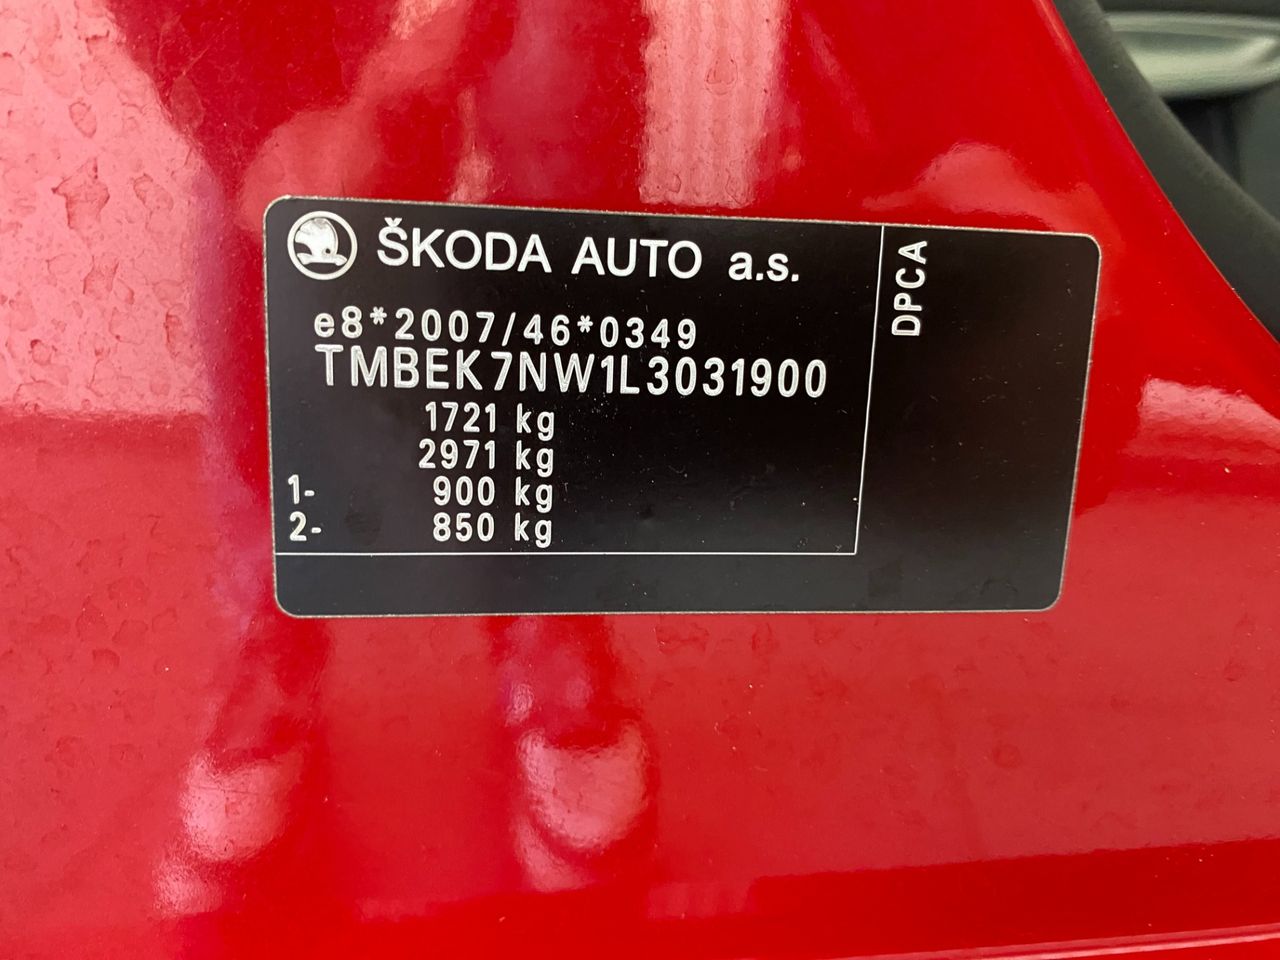 ŠKODA AUTO a.s.
e8*2007/46*0349
TMBEK7NW1L3031900
1721 kg
2971 kg
1- 900 kg
2- 850 kg
DPCA